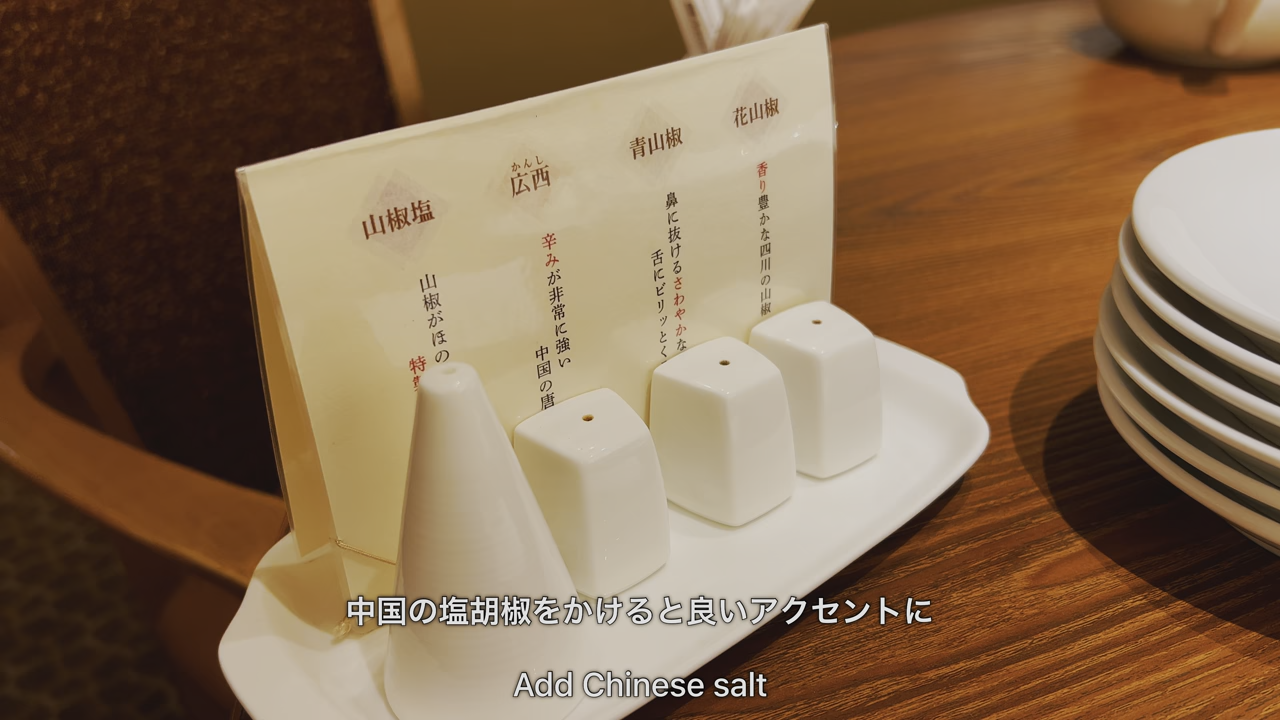 花山椒
香り豊かな四川の山椒
青山椒
鼻に抜けるさわやかな
舌にピリッとく
かんし
広西
辛みが非常に強い
中国の唐
山椒塩
山椒がほの
特製
中国の塩胡椒をかけると良いアクセントに
Add Chinese salt